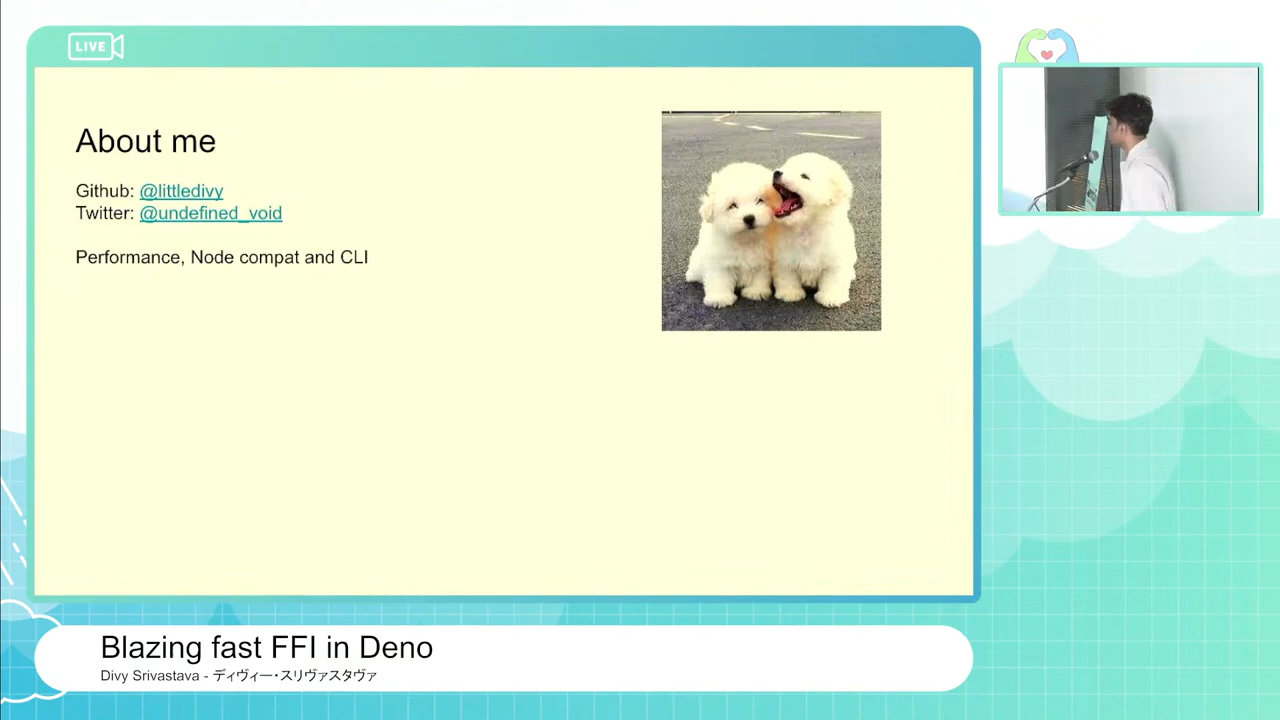 LIVE
About me
Github: @littledivy
Twitter: @undefined_void
Performance, Node compat and CLI
Blazing fast FFI in Deno
Divy Srivastava - ディヴィー・スリヴァスタヴァ